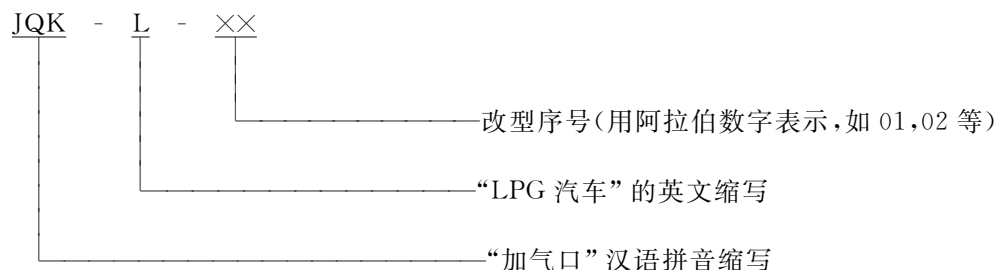 JQK - L - ××
改型序号(用阿拉伯数字表示,如 01,02 等)
“LPG 汽车”的英文缩写
“加气口”汉语拼音缩写